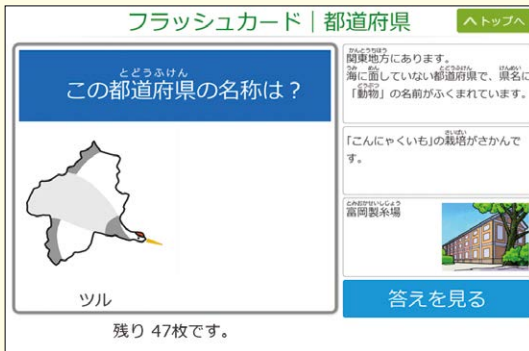 フラッシュカード｜都道府県
へトップへ
とどうふけん
この都道府県の名称は？
ツル
残り 47枚です。
かんとうちほう
関東地方にあります。
うみ めん とどうふけん けんめい
海に面していない都道府県で、県名に
どうぶつ
「動物」の名前がふくまれています。
さいばい
「こんにゃくいも」の栽培がさかんで
す。
とみおかせいしじょう
富岡製糸場
答えを見る